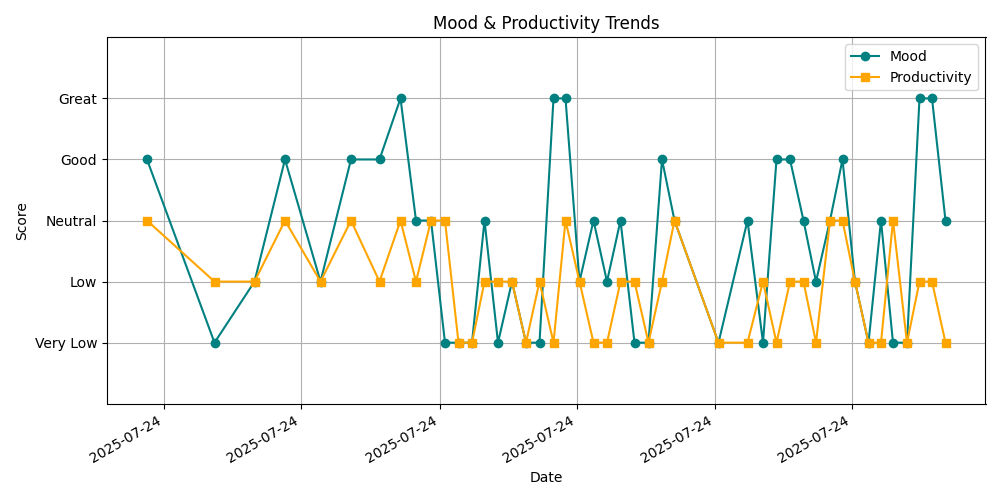 Mood & Productivity Trends
Mood
Productivity
Great
Good
Neutral
Low
Very Low
Score
2025-07-24
2025-07-24
2025-07-24
2025-07-24
2025-07-24
2025-07-24
Date